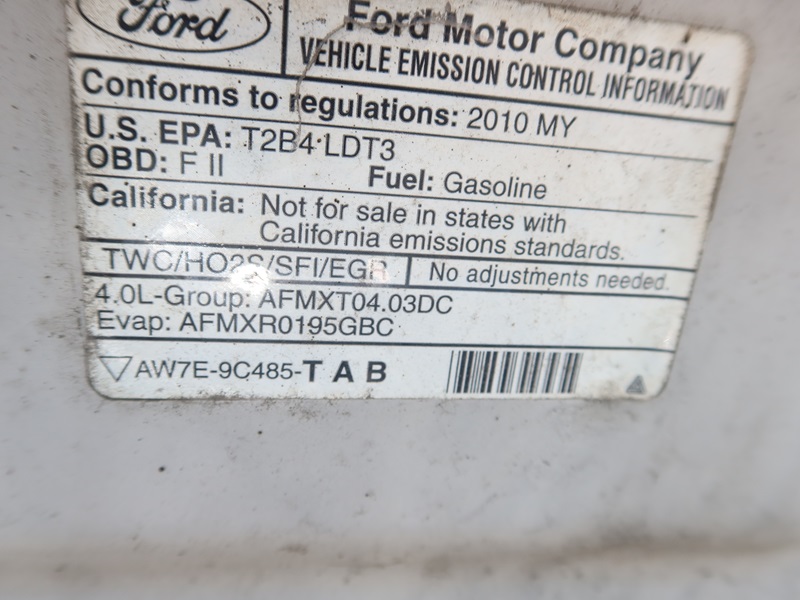 Ford
Ford Motor Company
VEHICLE EMISSION CONTROL INFORMATION
Conforms to regulations: 2010 MY
U.S. EPA: T2B4 LDT3
OBD: F II Fuel: Gasoline
California: Not for sale in states with
California emissions standards.
TWC/HO2S/SFI/EGR No adjustments needed.
4.0L-Group: AFMXT04.03DC
Evap: AFMXR0195GBC
AW7E-9C485-TAB